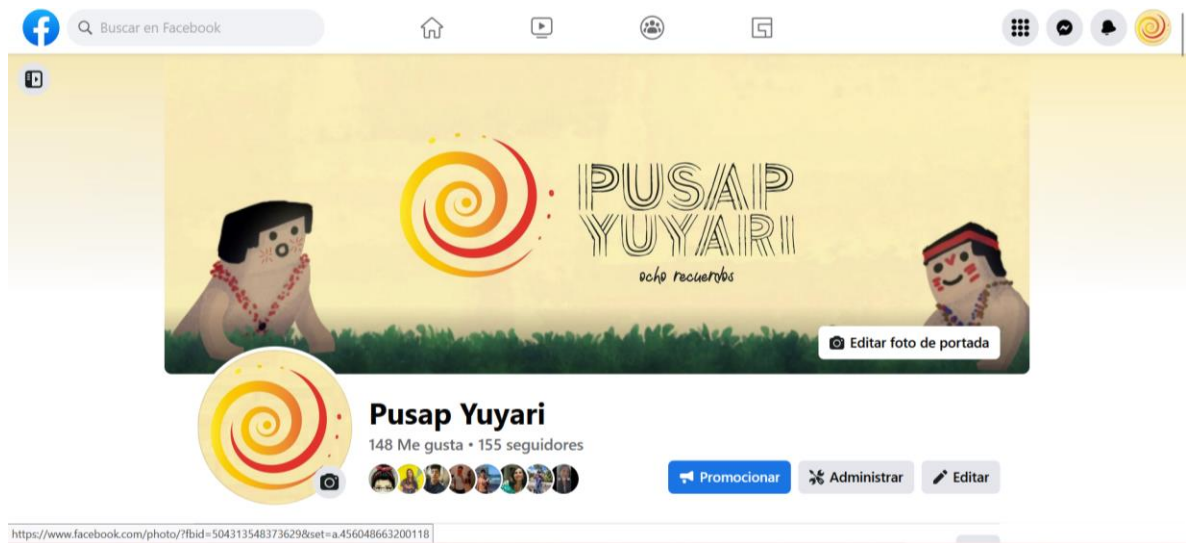 Buscar en Facebook
PUSAP
YUYARI
ocho recuerdos
Editar foto de portada
Pusap Yuyari
148 Me gusta • 155 seguidores
Promocionar
Administrar
Editar
https://www.facebook.com/photo/?fbid=504313548373629&set=a.456048663200118